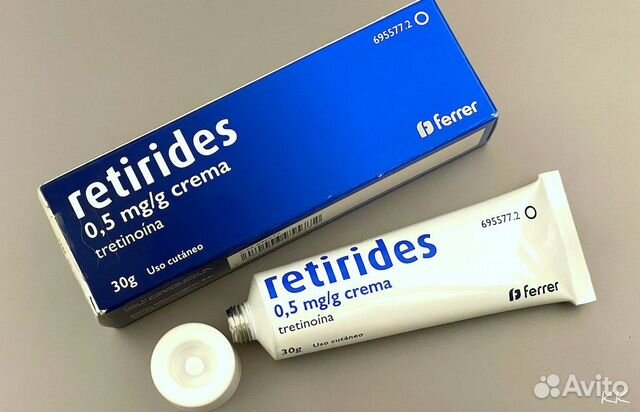 695577.2
ferrer
retirides
0,5 mg/g crema
tretinoína
30g Uso cutáneo
695577.2
retirides
0,5 mg/g crema
tretinoína
ferrer
30g Uso cutáneo
Avito
KK